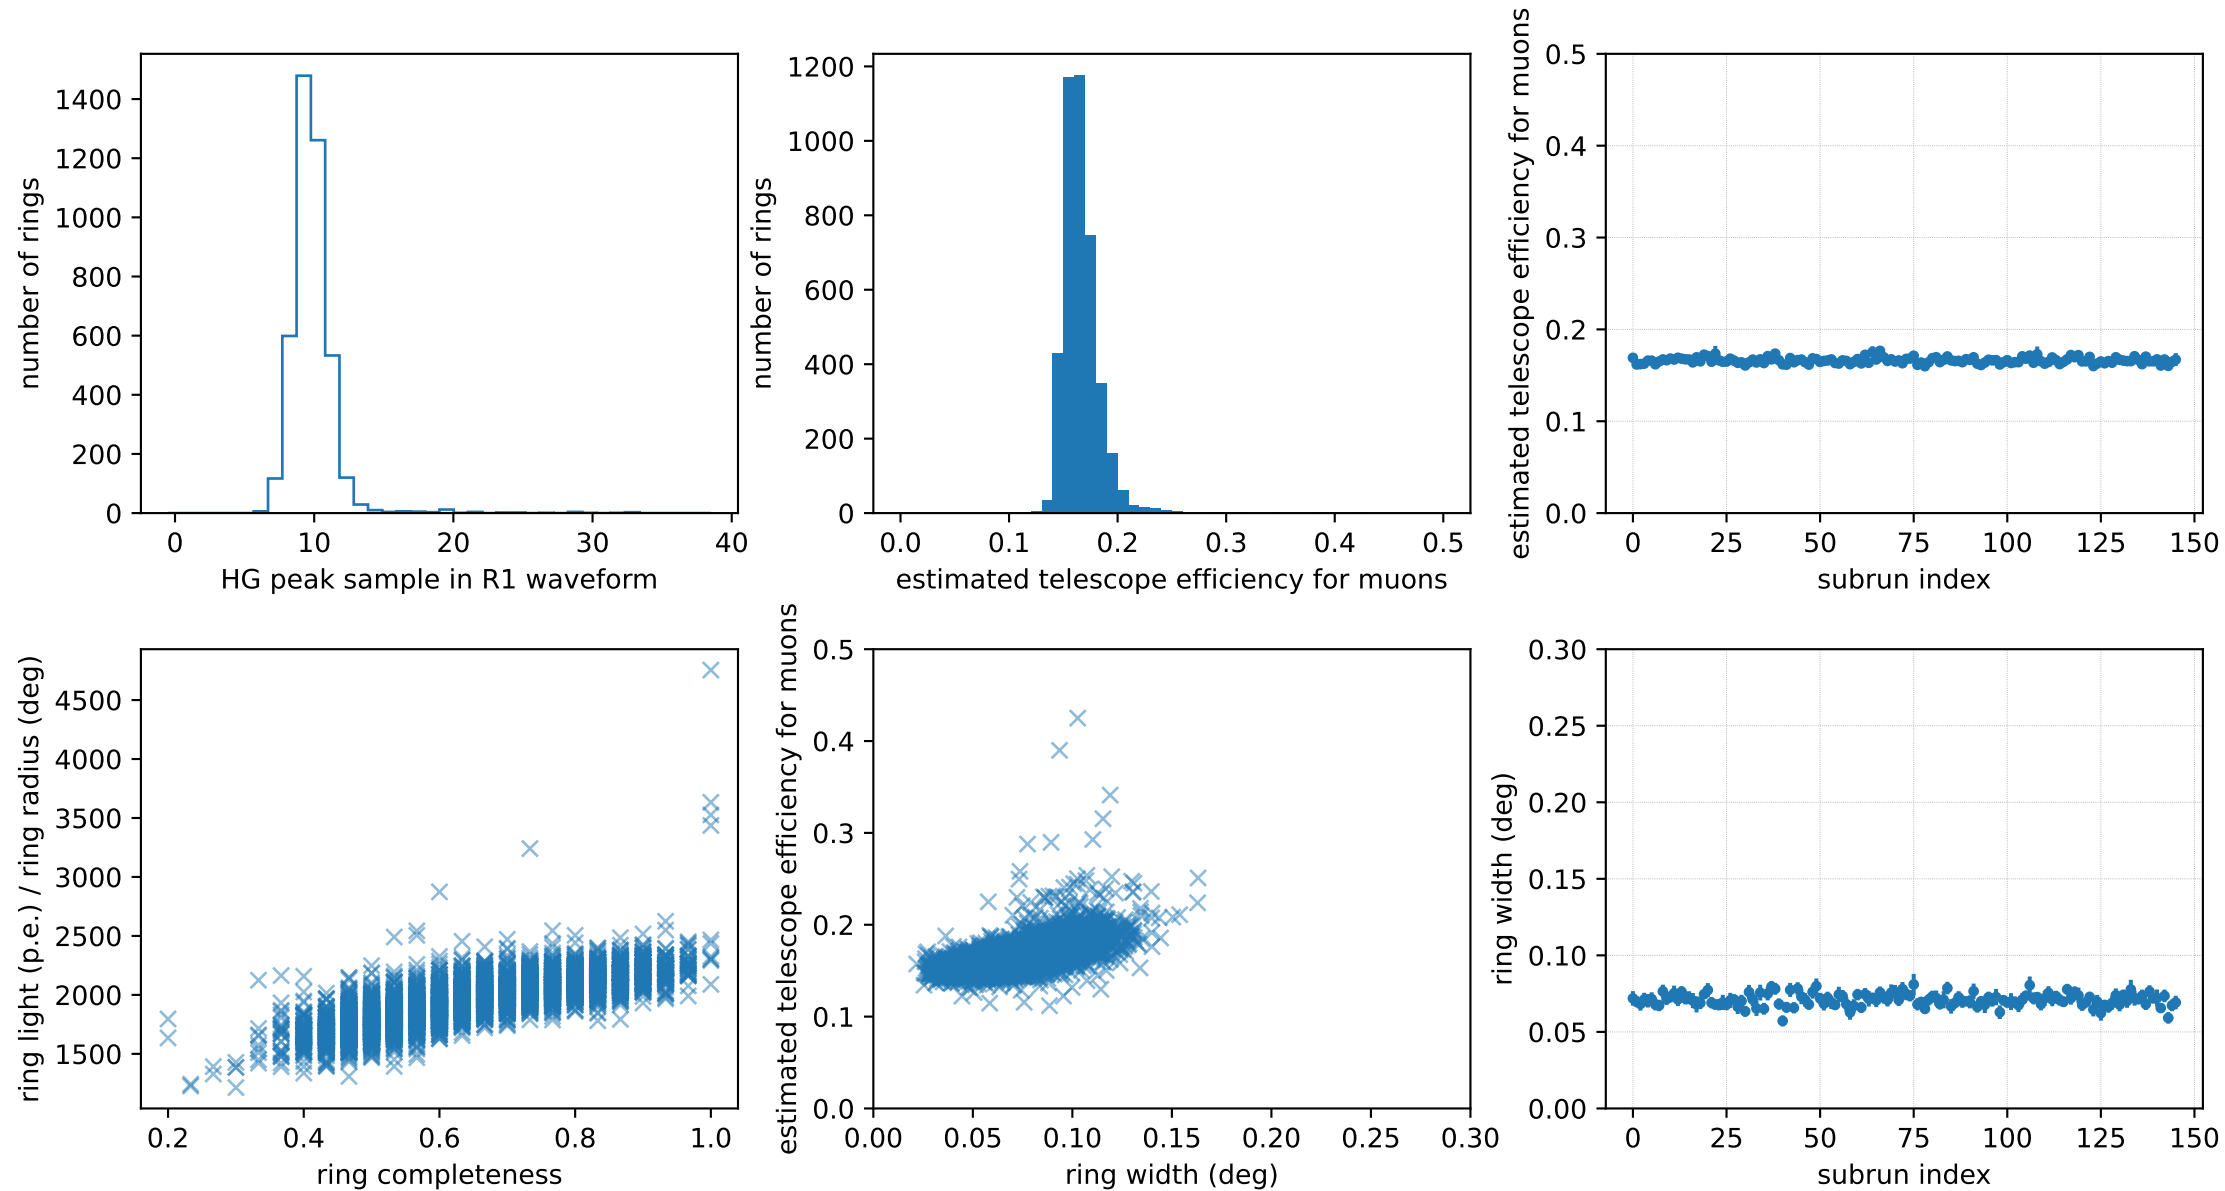 number of rings
1400
1200
1000
800
600
400
200
0
0 10 20 30 40
HG peak sample in R1 waveform
number of rings
1200
1000
800
600
400
200
0
0.0 0.1 0.2 0.3 0.4 0.5
estimated telescope efficiency for muons
estimated telescope efficiency for muons
0.5
0.4
0.3
0.2
0.1
0.0
0 25 50 75 100 125 150
subrun index
ring light (p.e.) / ring radius (deg)
4500
4000
3500
3000
2500
2000
1500
0.2 0.4 0.6 0.8 1.0
ring completeness
estimated telescope efficiency for muons
0.5
0.4
0.3
0.2
0.1
0.0
0.00 0.05 0.10 0.15 0.20 0.25 0.30
ring width (deg)
ring width (deg)
0.30
0.25
0.20
0.15
0.10
0.05
0.00
0 25 50 75 100 125 150
subrun index